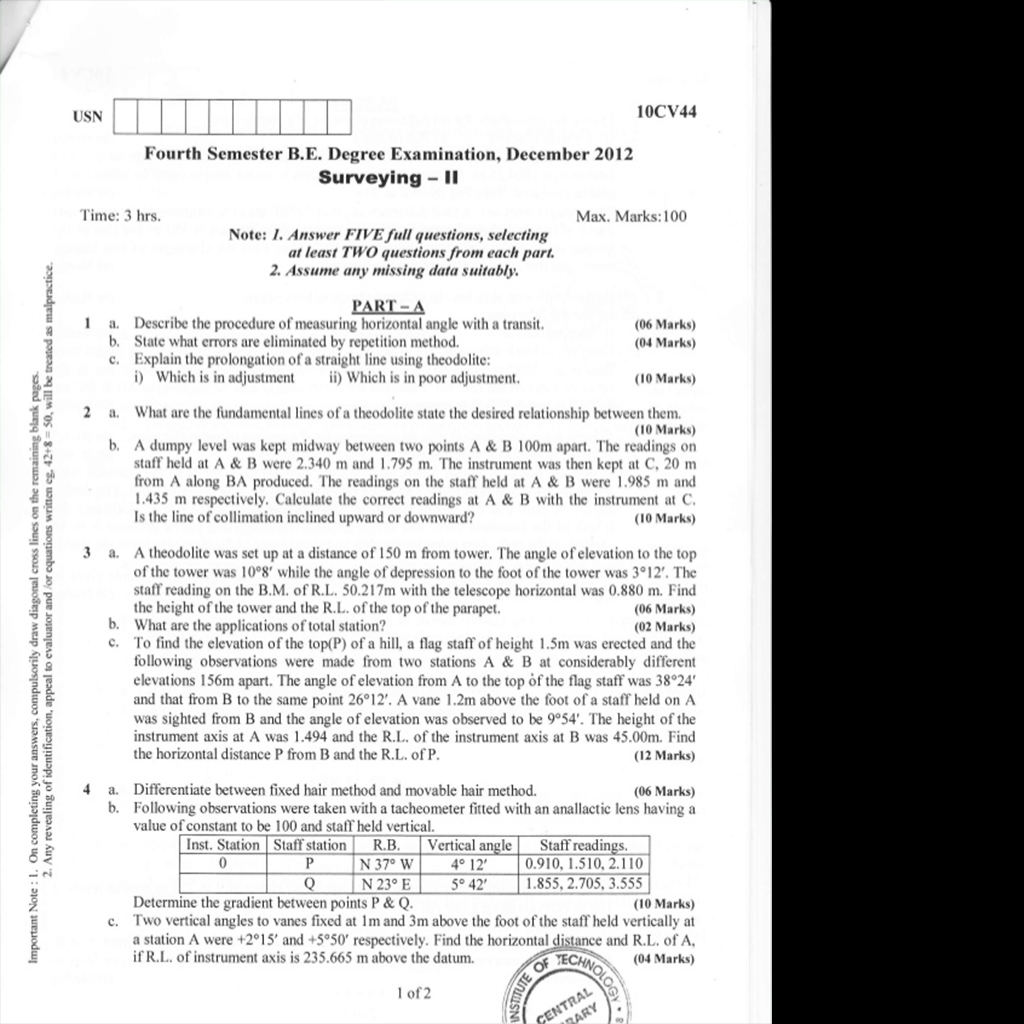 USN
10CV44
Fourth Semester B.E. Degree Examination, December 2012
Surveying – II
Time: 3 hrs. Max. Marks:100
Note: 1. Answer FIVE full questions, selecting
at least TWO questions from each part.
2. Assume any missing data suitably.
PART – A
1 a. Describe the procedure of measuring horizontal angle with a transit. (06 Marks)
b. State what errors are eliminated by repetition method. (04 Marks)
c. Explain the prolongation of a straight line using theodolite:
i) Which is in adjustment ii) Which is in poor adjustment. (10 Marks)
2 a. What are the fundamental lines of a theodolite state the desired relationship between them.
(10 Marks)
b. A dumpy level was kept midway between two points A & B 100m apart. The readings on
staff held at A & B were 2.340 m and 1.795 m. The instrument was then kept at C, 20 m
from A along BA produced. The readings on the staff held at A & B were 1.985 m and
1.435 m respectively. Calculate the correct readings at A & B with the instrument at C.
Is the line of collimation inclined upward or downward? (10 Marks)
3 a. A theodolite was set up at a distance of 150 m from tower. The angle of elevation to the top
of the tower was 10°8′ while the angle of depression to the foot of the tower was 3°12′. The
staff reading on the B.M. of R.L. 50.217m with the telescope horizontal was 0.880 m. Find
the height of the tower and the R.L. of the top of the parapet. (06 Marks)
b. What are the applications of total station? (02 Marks)
c. To find the elevation of the top(P) of a hill, a flag staff of height 1.5m was erected and the
following observations were made from two stations A & B at considerably different
elevations 156m apart. The angle of elevation from A to the top of the flag staff was 38°24′
and that from B to the same point 26°12′. A vane 1.2m above the foot of a staff held on A
was sighted from B and the angle of elevation was observed to be 9°54′. The height of the
instrument axis at A was 1.494 and the R.L. of the instrument axis at B was 45.00m. Find
the horizontal distance P from B and the R.L. of P. (12 Marks)
4 a. Differentiate between fixed hair method and movable hair method. (06 Marks)
b. Following observations were taken with a tacheometer fitted with an anallactic lens having a
value of constant to be 100 and staff held vertical.
Inst. Station Staff station R.B. Vertical angle Staff readings.
0 P N 37° W 4° 12′ 0.910, 1.510, 2.110
Q N 23° E 5° 42′ 1.855, 2.705, 3.555
Determine the gradient between points P & Q. (10 Marks)
c. Two vertical angles to vanes fixed at 1m and 3m above the foot of the staff held vertically at
a station A were +2°15′ and +5°50′ respectively. Find the horizontal distance and R.L. of A,
if R.L. of instrument axis is 235.665 m above the datum. (04 Marks)
1 of 2
INSTITUTE OF TECHNOLOGY
CENTRAL
Important Note : 1. On completing your answers, compulsorily draw diagonal cross lines on the remaining blank pages.
2. Any revealing of identification, appeal to evaluator and /or equations written eg, 42+8 = 50, will be treated as malpractice.